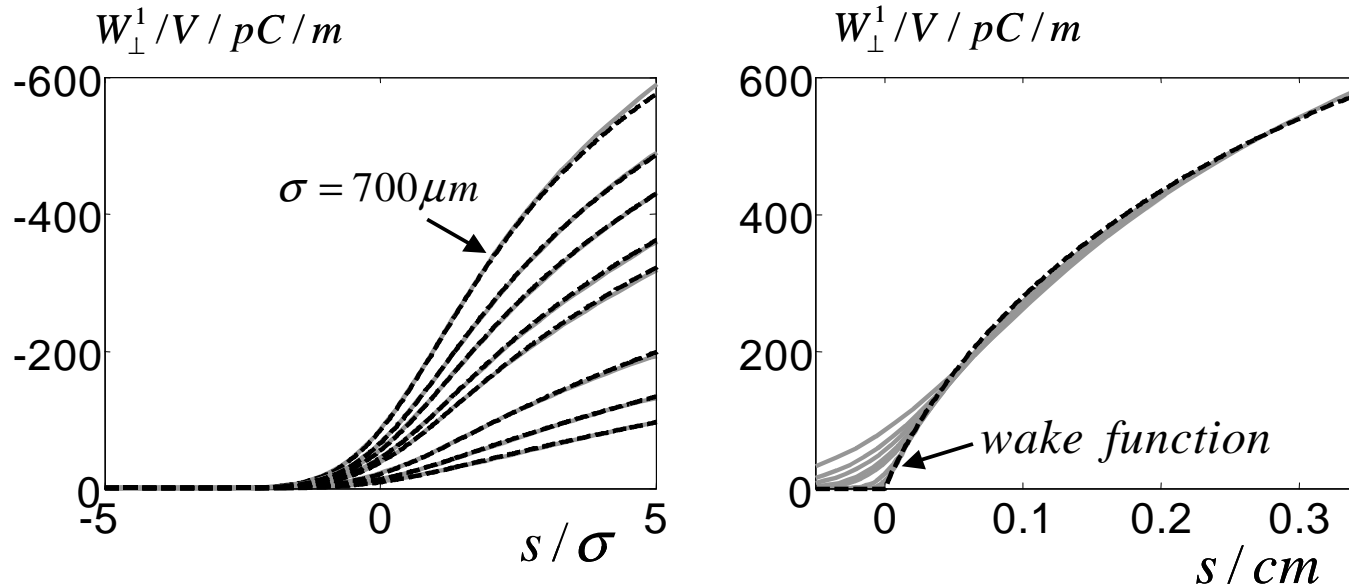 W⊥¹/V/pC/m
-600
-400
-200
0
σ = 700μm
-5 0 5
s/σ
W⊥¹/V/pC/m
600
400
200
0
wake function
0 0.1 0.2 0.3
s/cm